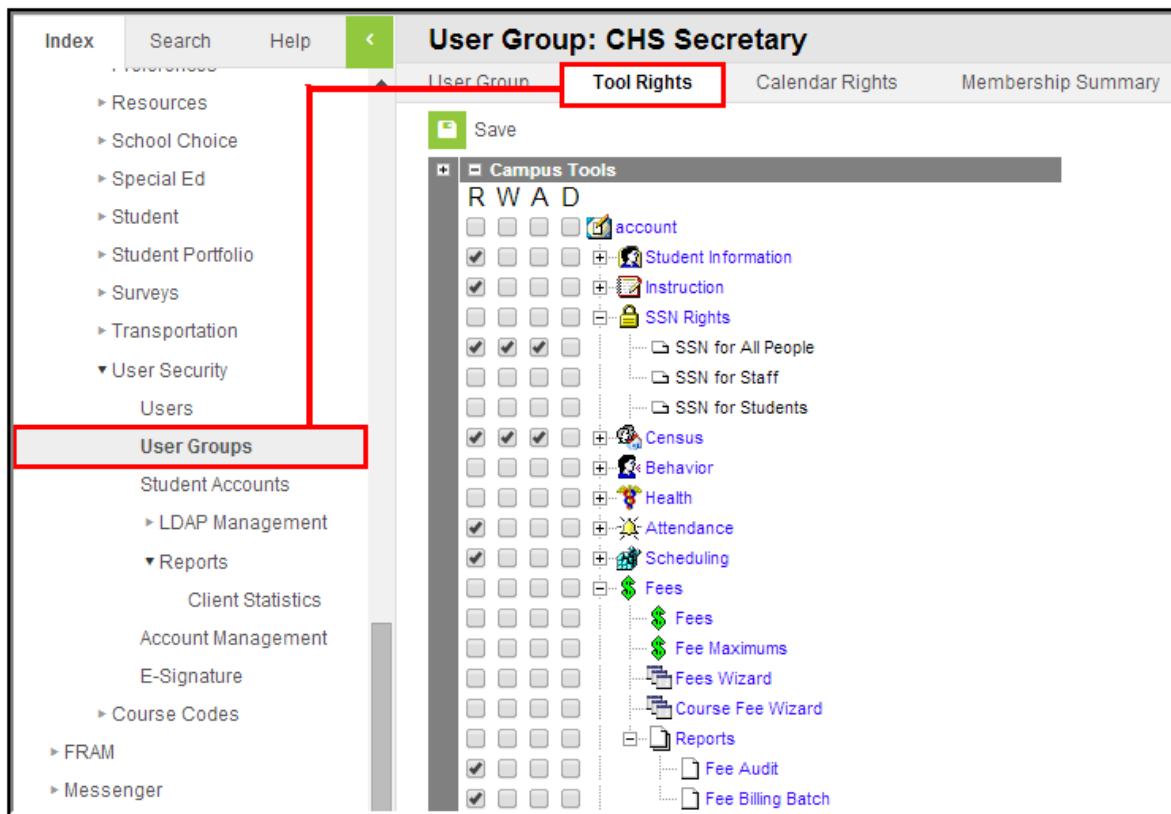 Index Search Help
Preferences
Resources
School Choice
Special Ed
Student
Student Portfolio
Surveys
Transportation
User Security
Users
User Groups
Student Accounts
LDAP Management
Reports
Client Statistics
Account Management
E-Signature
Course Codes
FRAM
Messenger
User Group: CHS Secretary
User Group Tool Rights Calendar Rights Membership Summary
Save
Campus Tools
R W A D
account
Student Information
Instruction
SSN Rights
SSN for All People
SSN for Staff
SSN for Students
Census
Behavior
Health
Attendance
Scheduling
Fees
Fees
Fee Maximums
Fees Wizard
Course Fee Wizard
Reports
Fee Audit
Fee Billing Batch